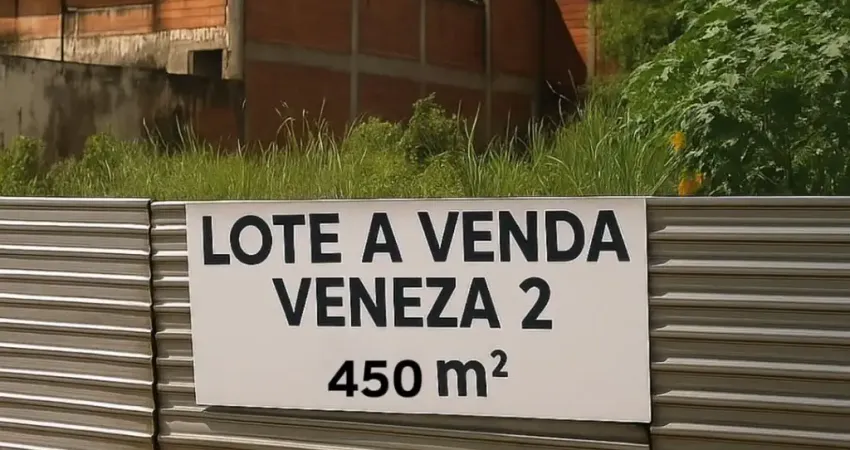 LOTE A VENDA
VENEZA 2
450 m²